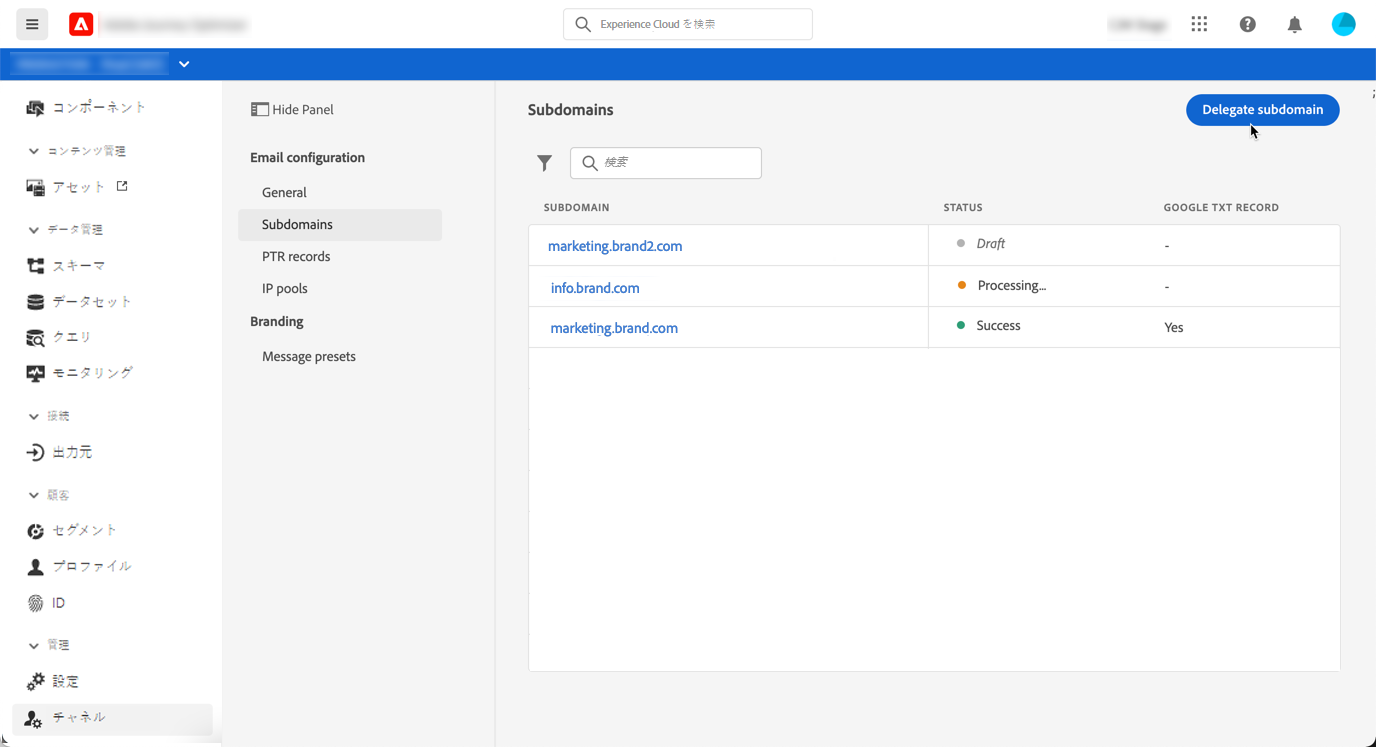 Experience Cloud を検索
コンポーネント
コンテンツ管理
アセット
データ管理
スキーマ
データセット
クエリ
モニタリング
接続
出力元
顧客
セグメント
プロファイル
ID
管理
設定
チャネル
Hide Panel
Email configuration
General
Subdomains
PTR records
IP pools
Branding
Message presets
Subdomains
Delegate subdomain
検索
SUBDOMAIN STATUS GOOGLE TXT RECORD
marketing.brand2.com Draft -
info.brand.com Processing... -
marketing.brand.com Success Yes